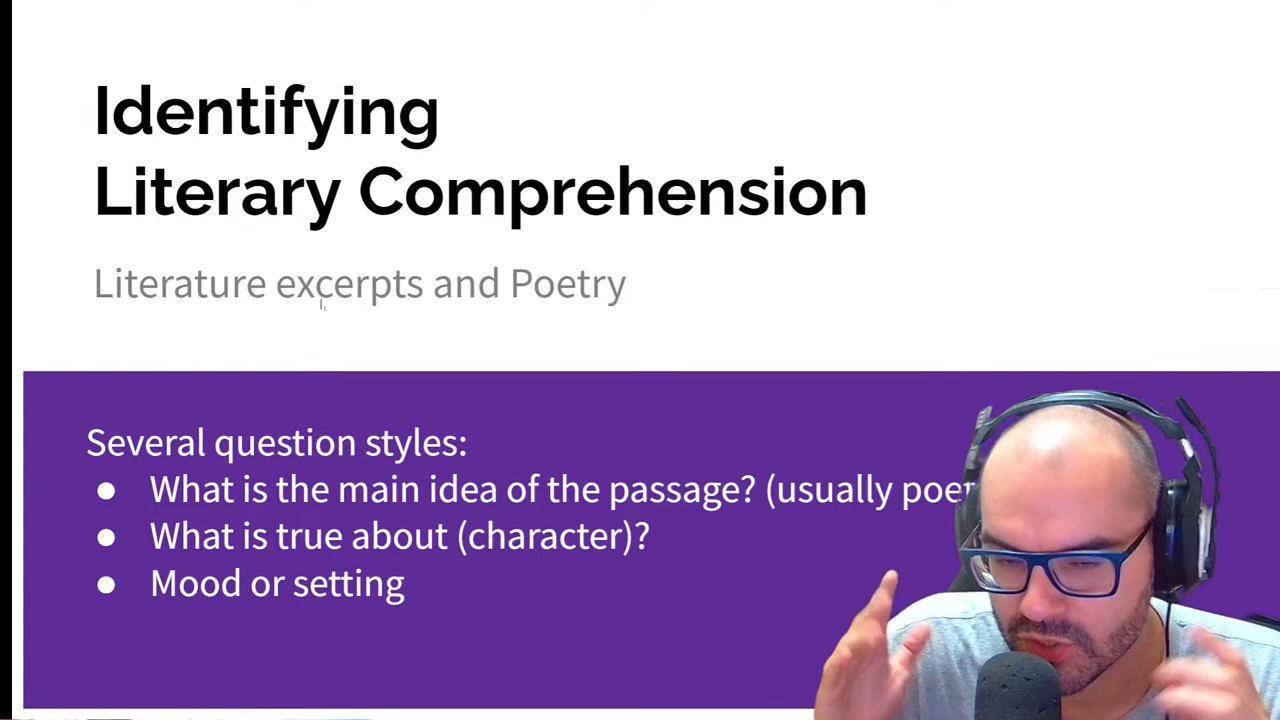 Identifying
Literary Comprehension
Literature excerpts and Poetry
Several question styles:
● What is the main idea of the passage? (usually
● What is true about (character)?
● Mood or setting